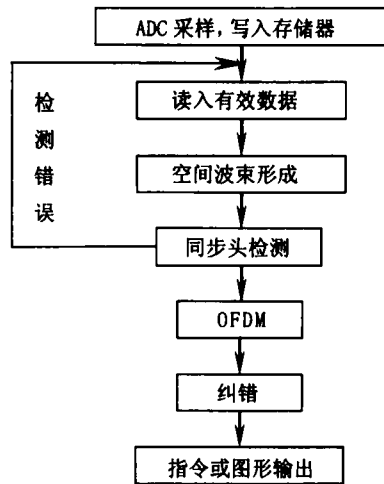 ADC 采样,写入存储器
读入有效数据
检测错误
空间波束形成
同步头检测
OFDM
纠错
指令或图形输出